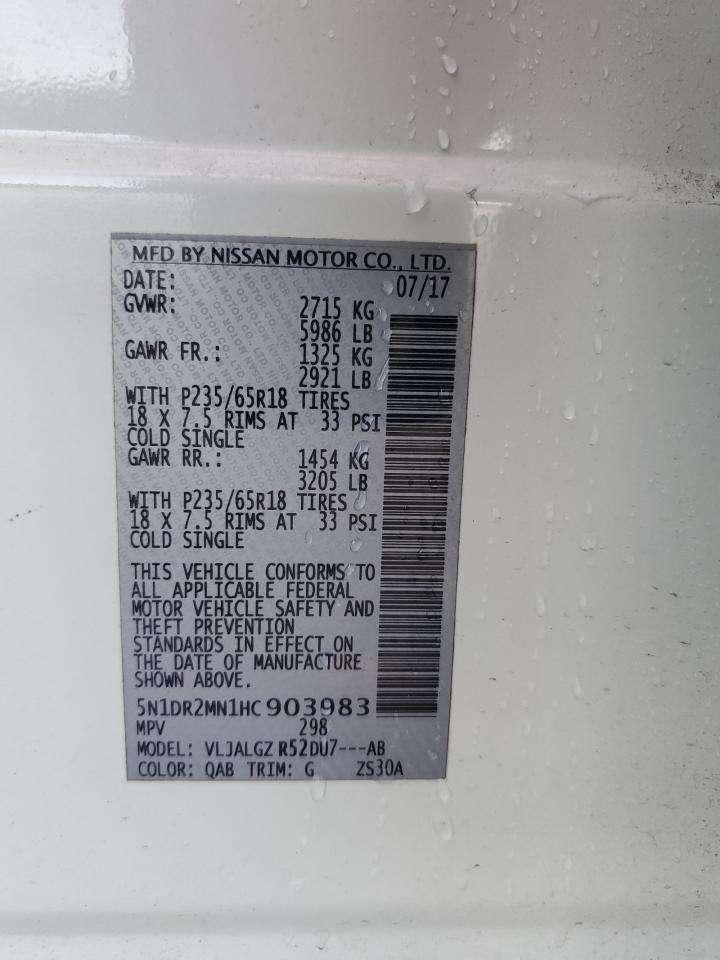 MFD BY NISSAN MOTOR CO., LTD.
DATE: 07/17
GVWR: 2715 KG
5986 LB
GAWR FR.: 1325 KG
2921 LB
WITH P235/65R18 TIRES
18 X 7.5 RIMS AT 33 PSI
COLD SINGLE
GAWR RR.: 1454 KG
3205 LB
WITH P235/65R18 TIRES
18 X 7.5 RIMS AT 33 PSI
COLD SINGLE
THIS VEHICLE CONFORMS TO
ALL APPLICABLE FEDERAL
MOTOR VEHICLE SAFETY AND
THEFT PREVENTION
STANDARDS IN EFFECT ON
THE DATE OF MANUFACTURE
SHOWN ABOVE.
5N1DR2MN1HC903983
MPV 298
MODEL: VLJALGZ R52DU7---AB
COLOR: QAB TRIM: G ZS30A